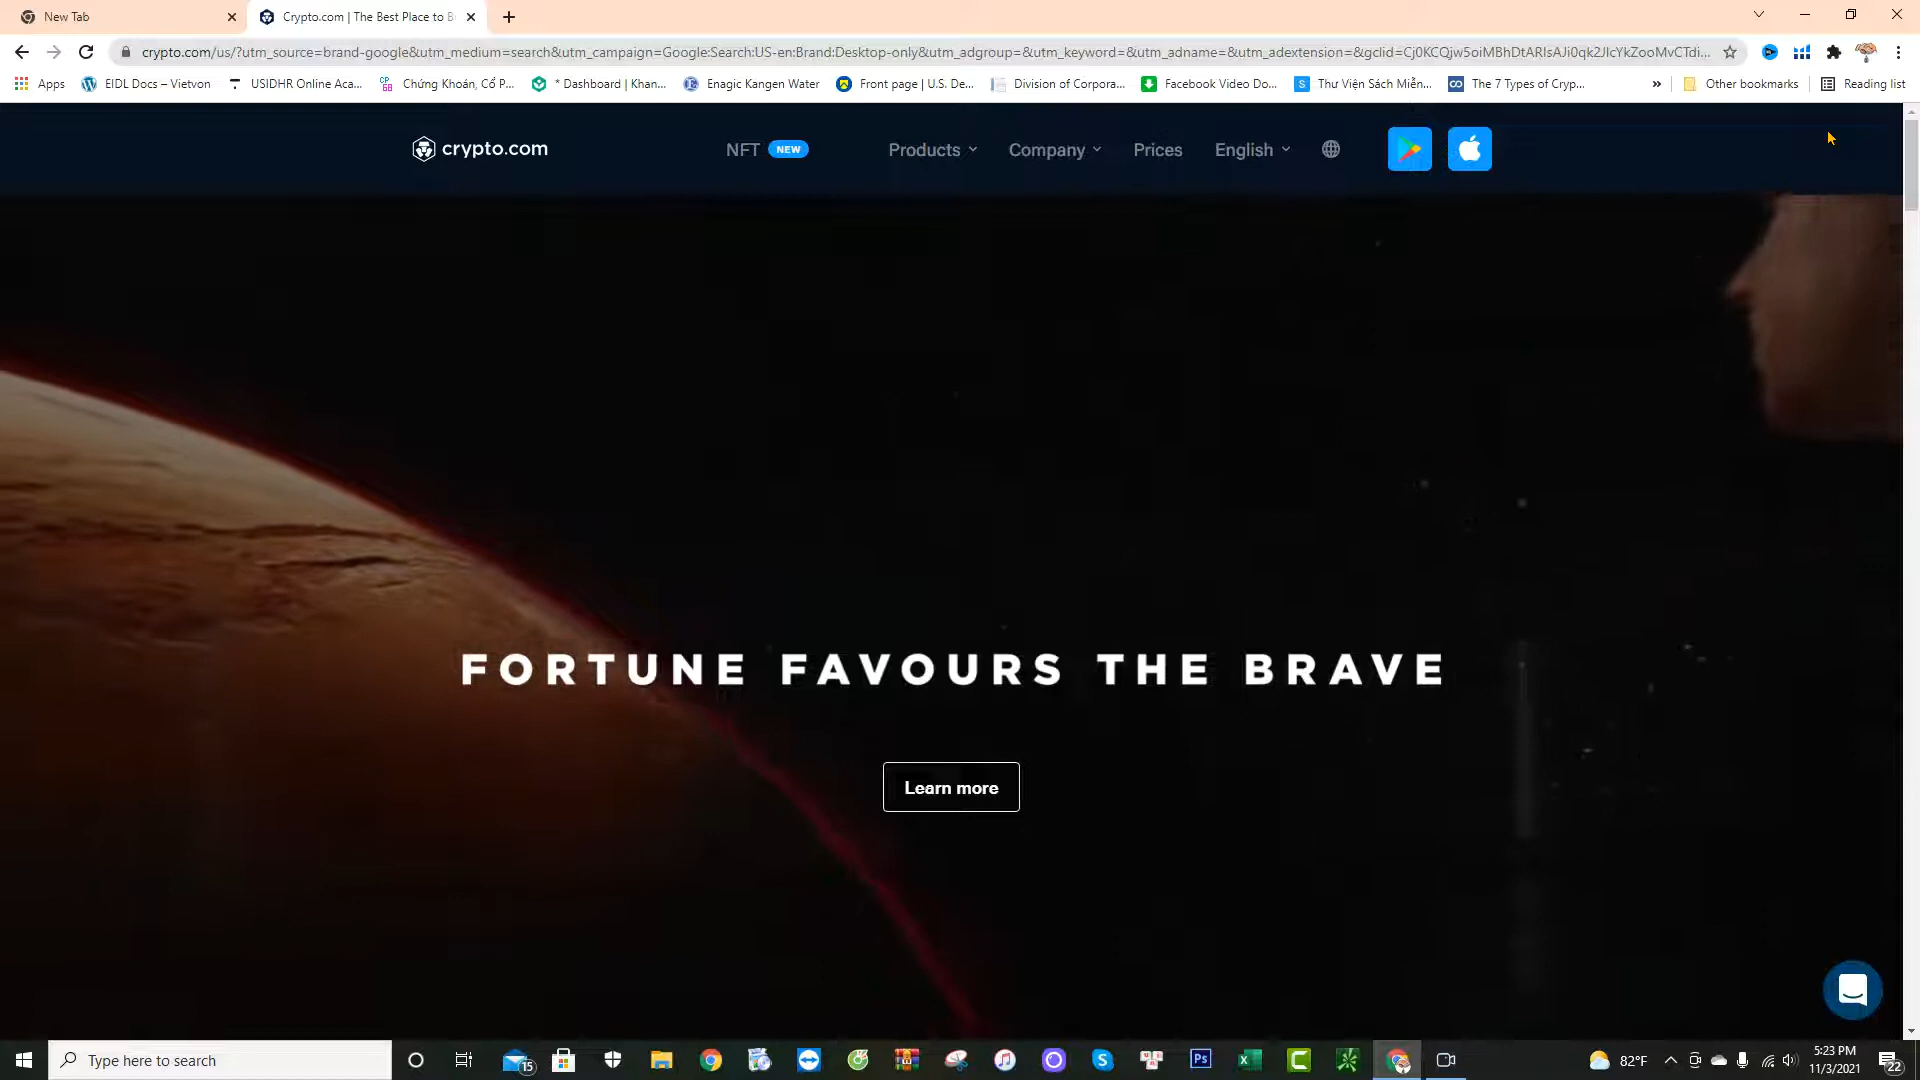 New Tab
Crypto.com | The Best Place to B
crypto.com/us/?utm_source=brand-google&utm_medium=search&utm_campaign=Google:Search:US-en:Brand:Desktop-only&utm_adgroup=&utm_keyword=&utm_adname=&utm_adextension=&gclid=
Apps
EIDL Docs – Vietvon
USIDHR Online Aca...
Chứng Khoán, Cổ P...
* Dashboard | Khan...
Enagic Kangen Water
Front page | U.S. De...
Division of Corpora...
Facebook Video Do...
Thư Viện Sách Miễn...
The 7 Types of Cryp...
»
Other bookmarks
Reading list
crypto.com
NFT NEW
Products
Company
Prices
English
FORTUNE FAVOURS THE BRAVE
Learn more
Type here to search
15
82°F
5:23 PM
11/3/2021
22